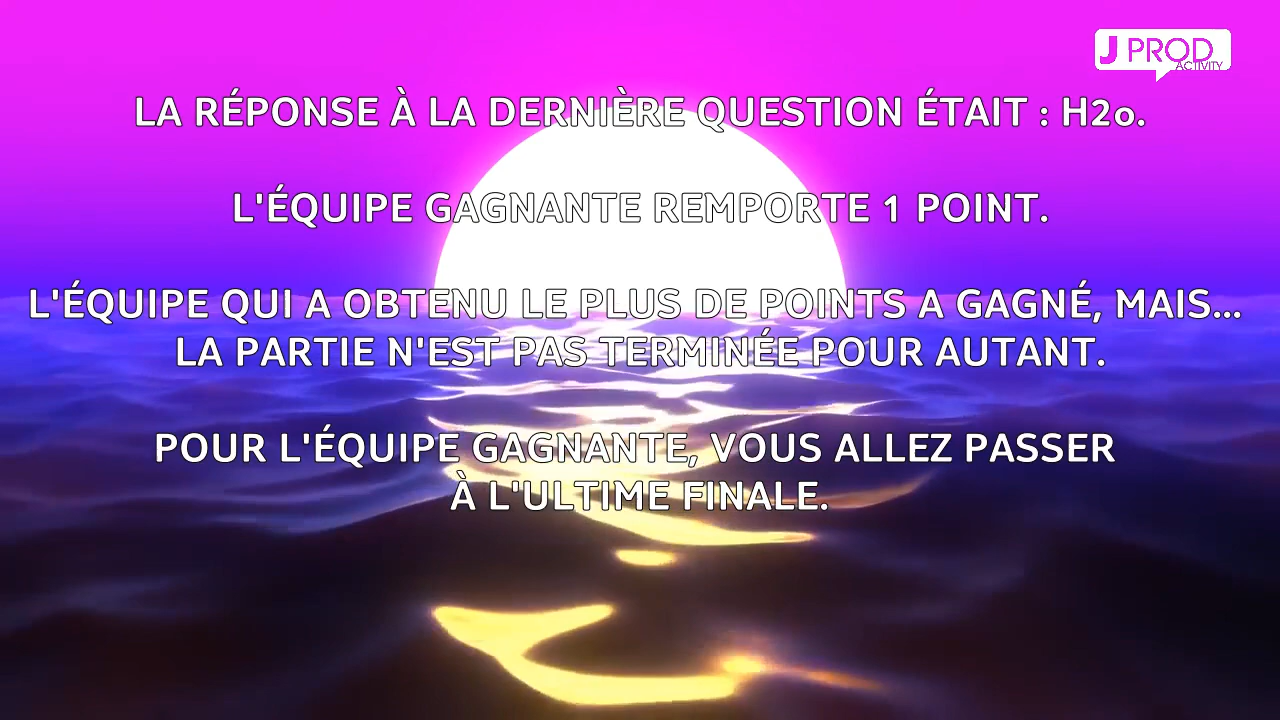 J PROD
ACTIVITY
LA RÉPONSE À LA DERNIÈRE QUESTION ÉTAIT : H2o.
L'ÉQUIPE GAGNANTE REMPORTE 1 POINT.
L'ÉQUIPE QUI A OBTENU LE PLUS DE POINTS A GAGNÉ, MAIS...
LA PARTIE N'EST PAS TERMINÉE POUR AUTANT.
POUR L'ÉQUIPE GAGNANTE, VOUS ALLEZ PASSER
À L'ULTIME FINALE.